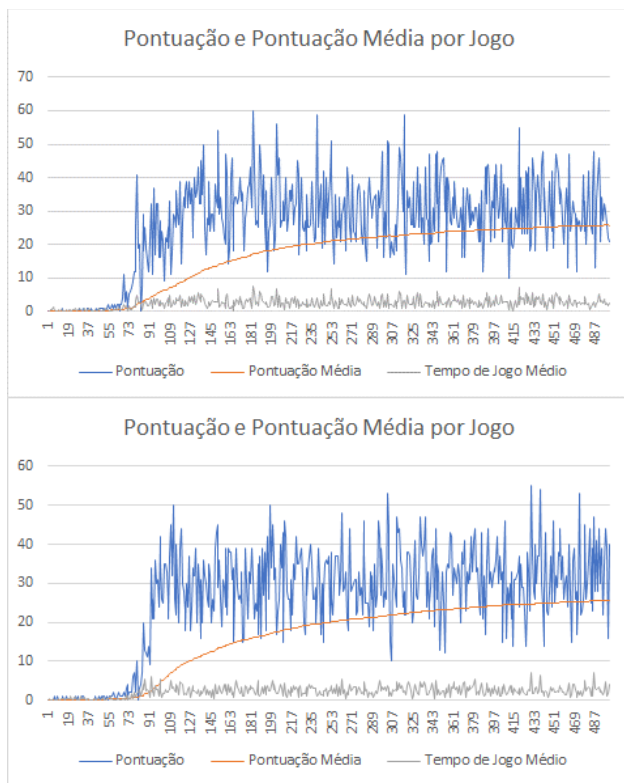 Pontuação e Pontuação Média por Jogo
70
60
50
40
30
20
10
0
1 19 37 55 73 91 109 127 145 163 181 199 217 235 253 271 289 307 325 343 361 379 397 415 433 451 469 487
Pontuação Pontuação Média Tempo de Jogo Médio
Pontuação e Pontuação Média por Jogo
60
50
40
30
20
10
0
1 19 37 55 73 91 109 127 145 163 181 199 217 235 253 271 289 307 325 343 361 379 397 415 433 451 469 487
Pontuação Pontuação Média Tempo de Jogo Médio